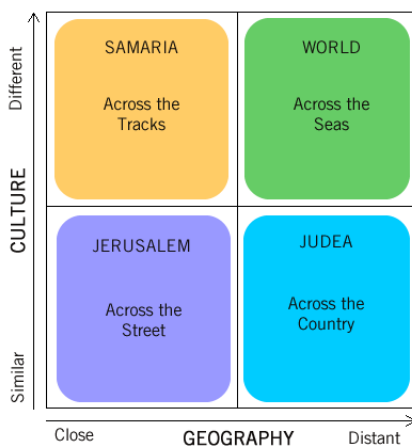 SAMARIA
Across the
Tracks
WORLD
Across the
Seas
JERUSALEM
Across the
Street
JUDEA
Across the
Country
Different
CULTURE
Similar
Close
GEOGRAPHY
Distant